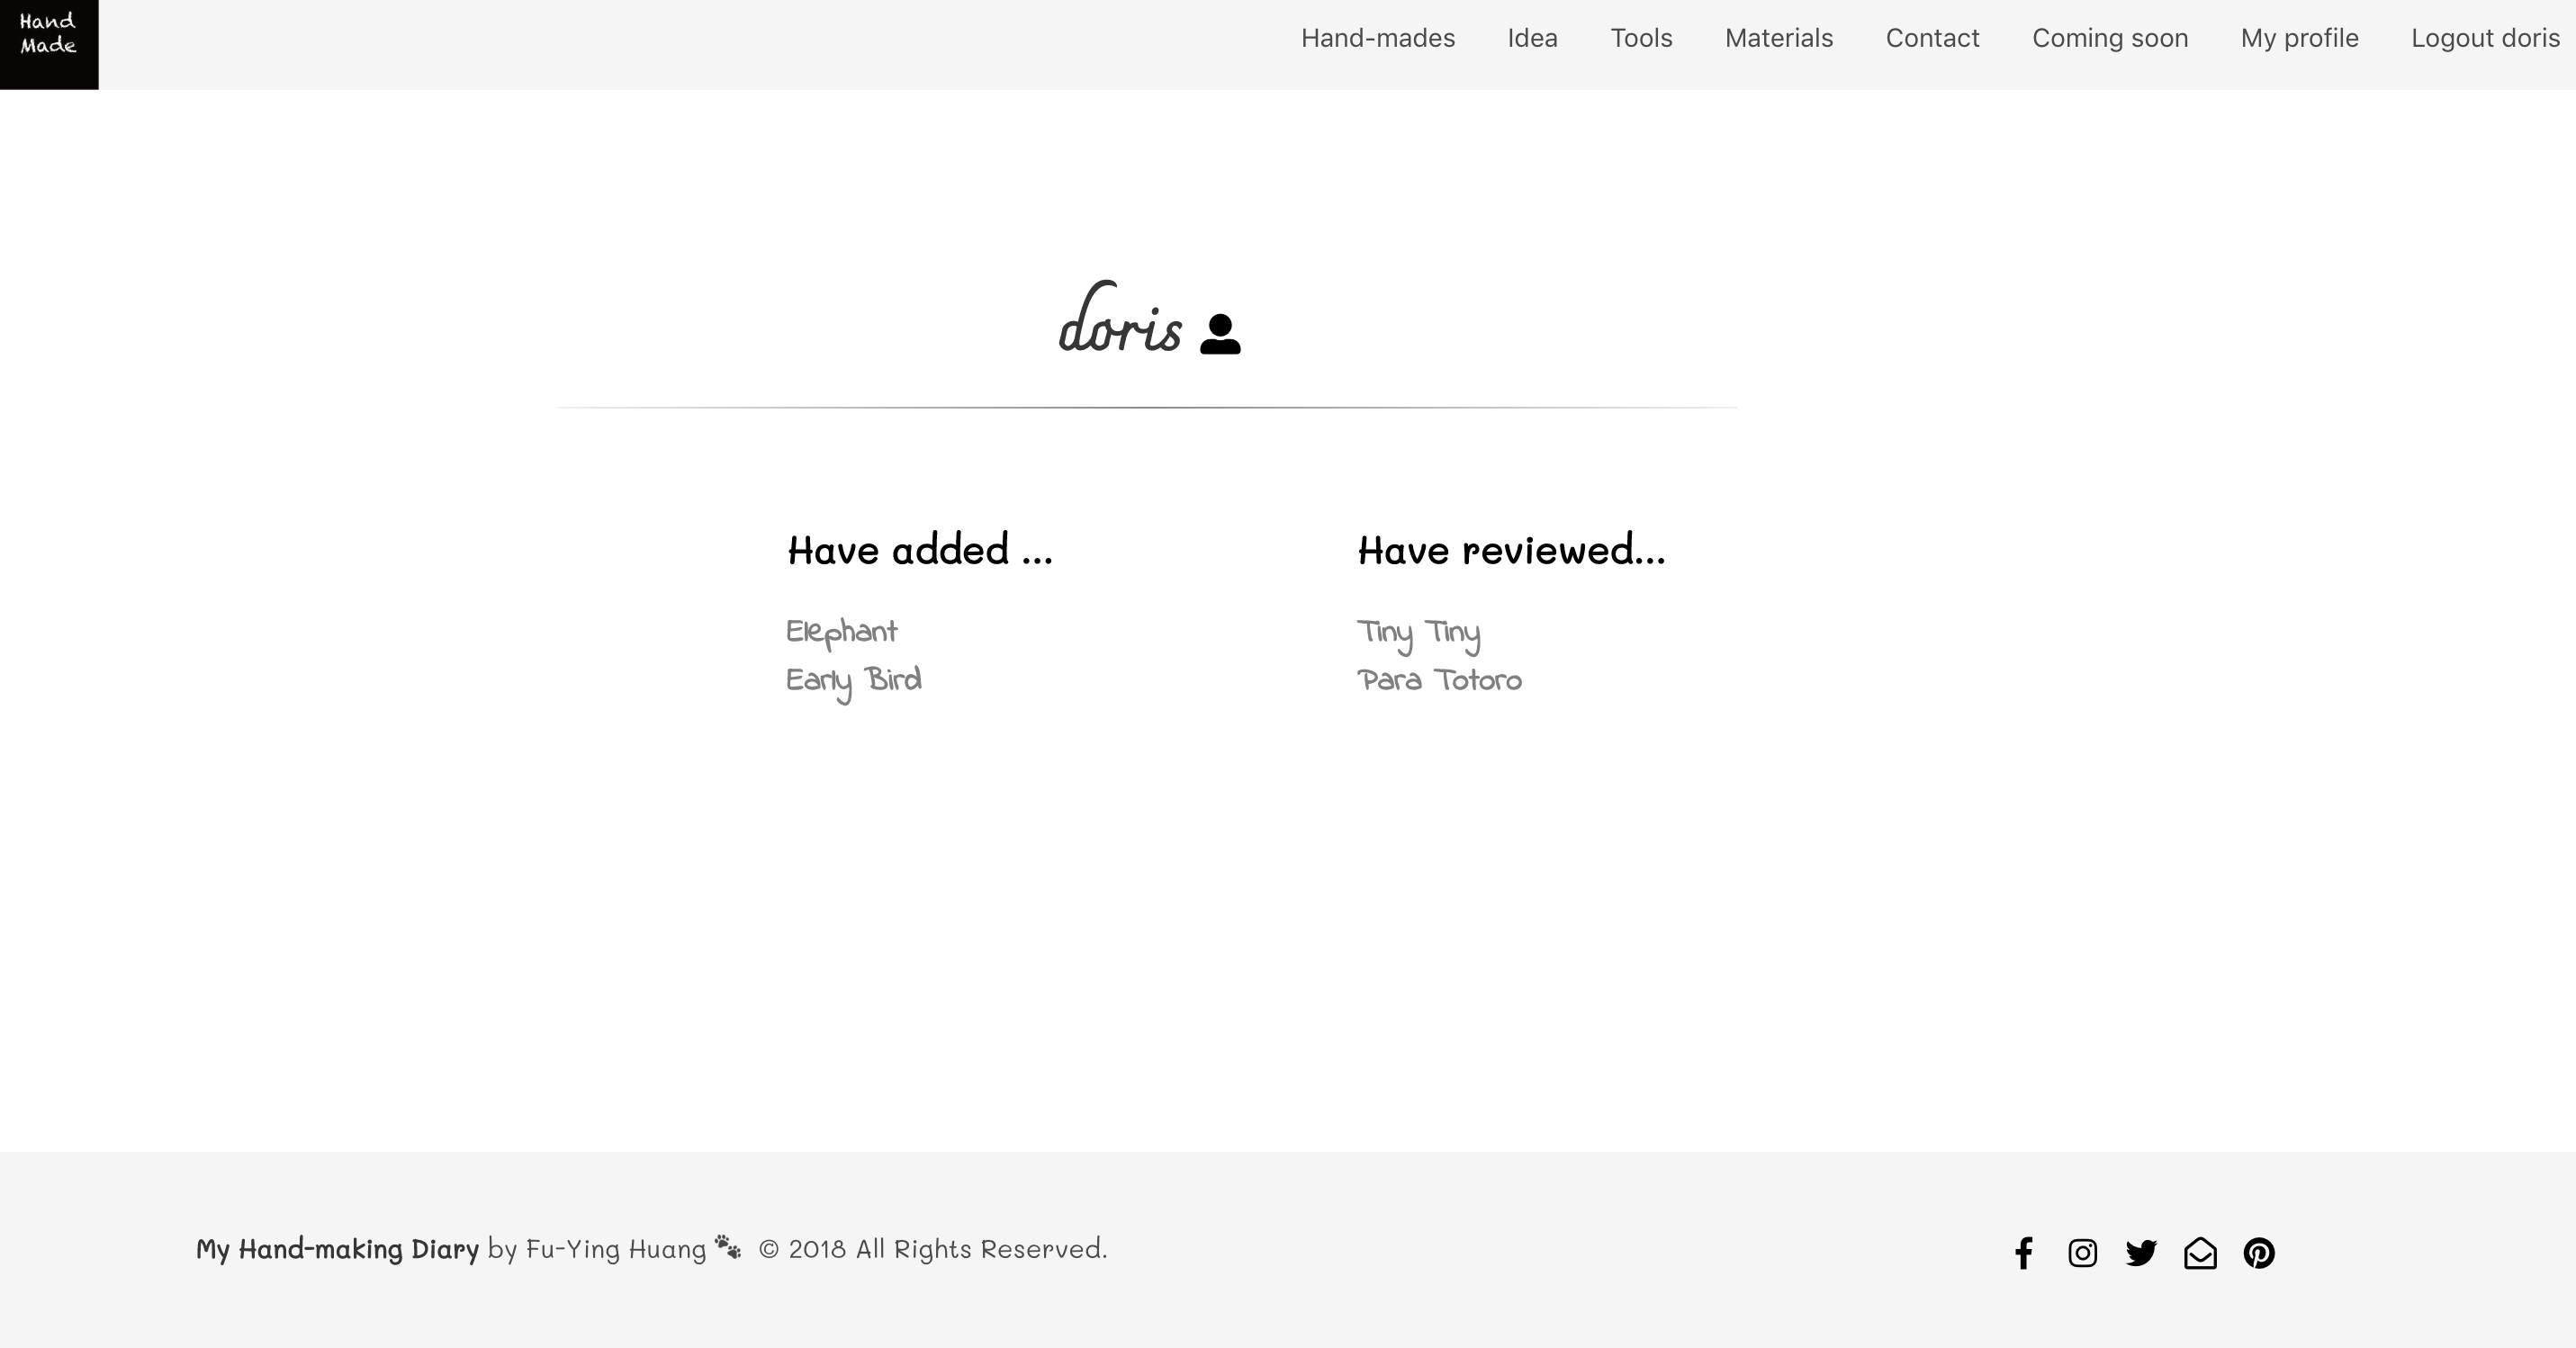 Hand
Made
Hand-mades Idea Tools Materials Contact Coming soon My profile Logout doris
doris
Have added ...
Elephant
Early Bird
Have reviewed...
Tiny Tiny
Para Totoro
My Hand-making Diary by Fu-Ying Huang © 2018 All Rights Reserved.